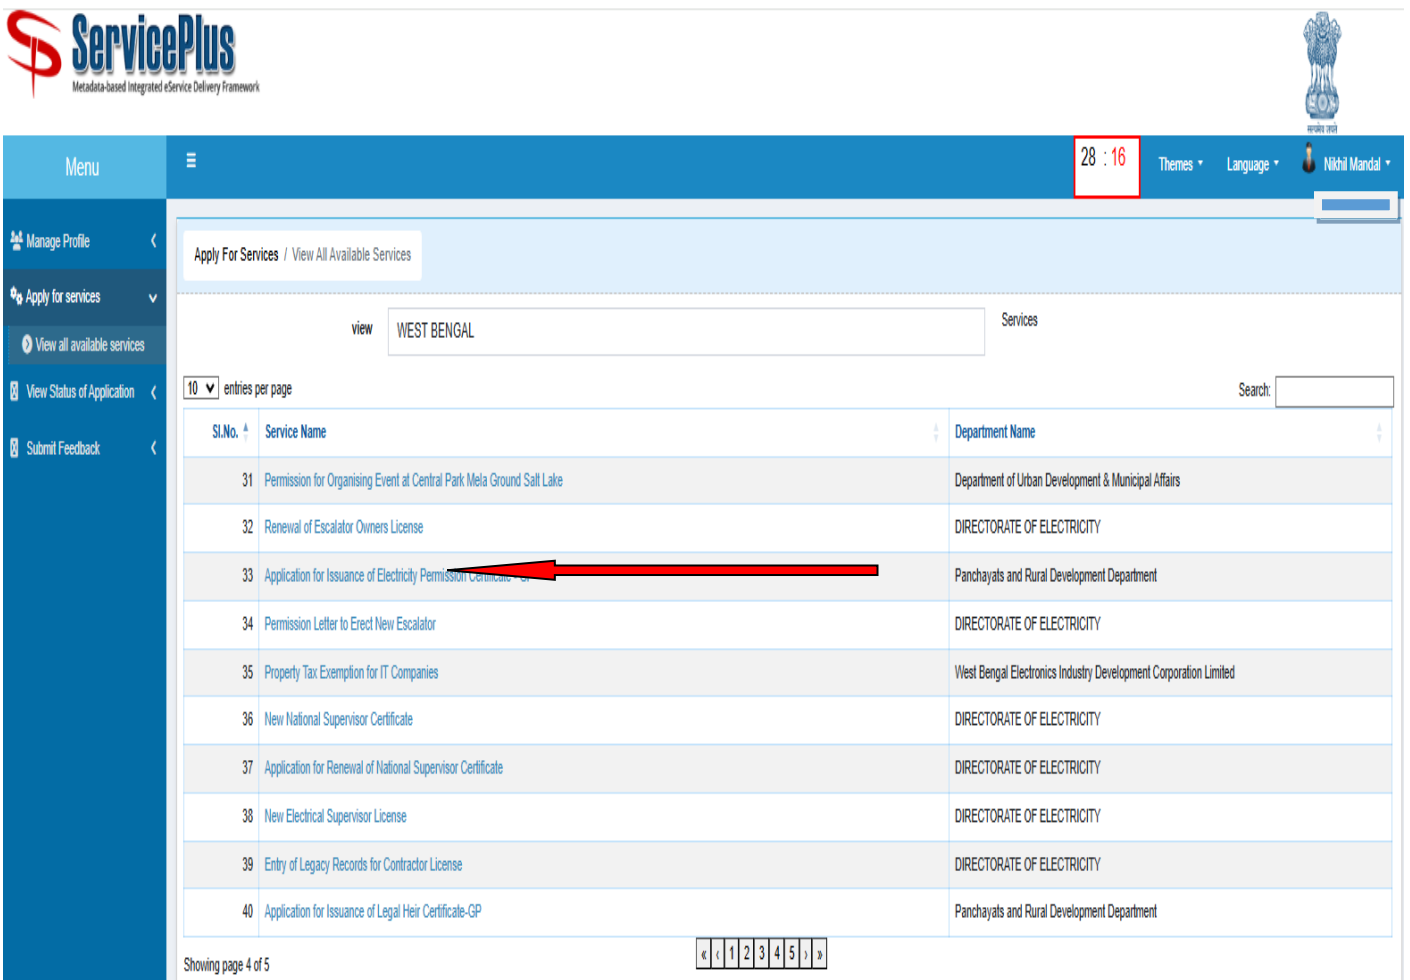 ServicePlus
Metadata-based Integrated eService Delivery Framework
सत्यमेव जयते
Menu
28 : 16
Themes
Language
Nikhil Mandal
Manage Profile
Apply for services
View all available services
View Status of Application
Submit Feedback
Apply For Services / View All Available Services
view WEST BENGAL Services
10 entries per page Search:
Sl.No. Service Name Department Name
31 Permission for Organising Event at Central Park Mela Ground Salt Lake Department of Urban Development & Municipal Affairs
32 Renewal of Escalator Owners License DIRECTORATE OF ELECTRICITY
33 Application for Issuance of Electricity Permission Certificate - GP Panchayats and Rural Development Department
34 Permission Letter to Erect New Escalator DIRECTORATE OF ELECTRICITY
35 Property Tax Exemption for IT Companies West Bengal Electronics Industry Development Corporation Limited
36 New National Supervisor Certificate DIRECTORATE OF ELECTRICITY
37 Application for Renewal of National Supervisor Certificate DIRECTORATE OF ELECTRICITY
38 New Electrical Supervisor License DIRECTORATE OF ELECTRICITY
39 Entry of Legacy Records for Contractor License DIRECTORATE OF ELECTRICITY
40 Application for Issuance of Legal Heir Certificate-GP Panchayats and Rural Development Department
Showing page 4 of 5
« ‹ 1 2 3 4 5 › »